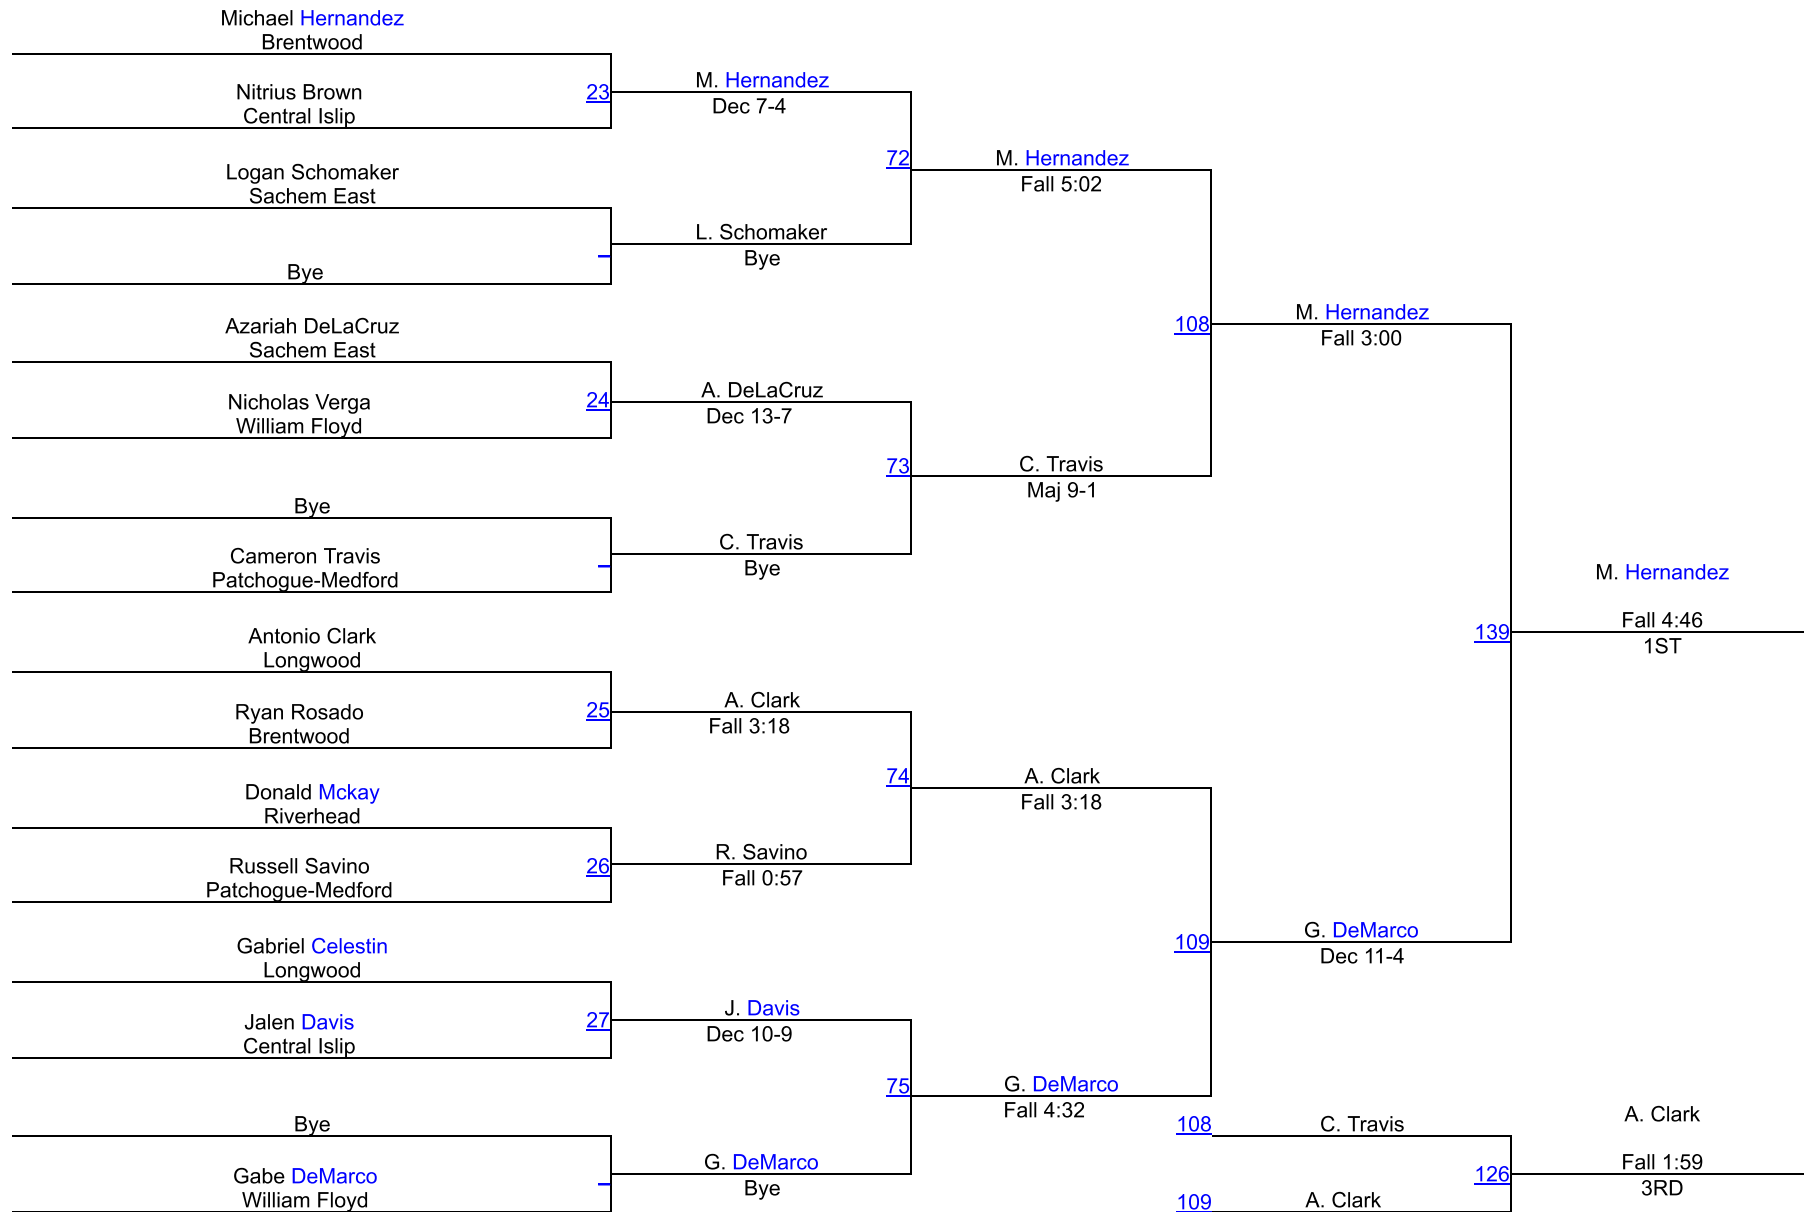 Michael Hernandez
Brentwood
Nitrius Brown
Central Islip
23
M. Hernandez
Dec 7-4
Logan Schomaker
Sachem East
Bye
L. Schomaker
Bye
72
M. Hernandez
Fall 5:02
Azariah DeLaCruz
Sachem East
Nicholas Verga
William Floyd
24
A. DeLaCruz
Dec 13-7
Bye
Cameron Travis
Patchogue-Medford
C. Travis
Bye
73
C. Travis
Maj 9-1
108
M. Hernandez
Fall 3:00
Antonio Clark
Longwood
Ryan Rosado
Brentwood
25
A. Clark
Fall 3:18
Donald Mckay
Riverhead
Russell Savino
Patchogue-Medford
26
R. Savino
Fall 0:57
74
A. Clark
Fall 3:18
Gabriel Celestin
Longwood
Jalen Davis
Central Islip
27
J. Davis
Dec 10-9
Bye
Gabe DeMarco
William Floyd
G. DeMarco
Bye
75
G. DeMarco
Fall 4:32
109
G. DeMarco
Dec 11-4
139
M. Hernandez
Fall 4:46
1ST
108
C. Travis
109
A. Clark
126
A. Clark
Fall 1:59
3RD